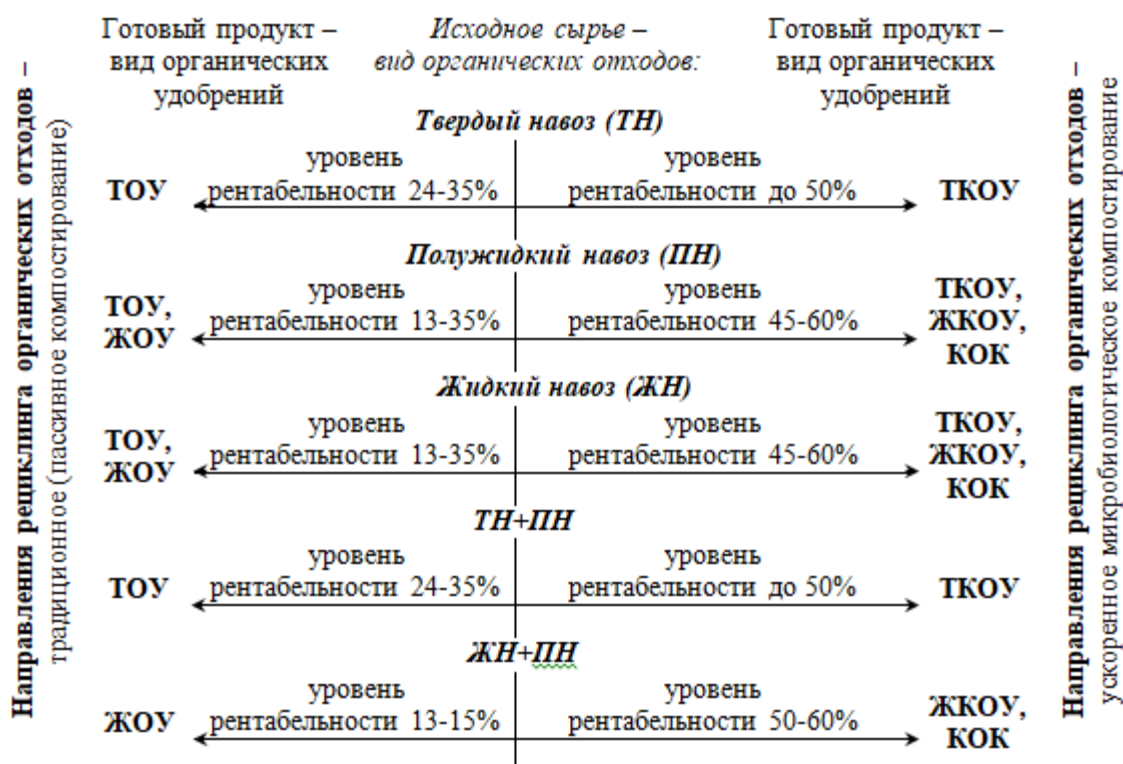 Готовый продукт –
вид органических
удобрений
Исходное сырье –
вид органических отходов:
Готовый продукт –
вид органических
удобрений
Направления рециклинга органических отходов –
традиционное (пассивное компостирование)
Твердый навоз (ТН)
ТОУ
уровень
рентабельности 24-35%
уровень
рентабельности до 50%
ТКОУ
Полужидкий навоз (ПН)
ТОУ,
ЖОУ
уровень
рентабельности 13-35%
уровень
рентабельности 45-60%
ТКОУ,
ЖКОУ,
КОК
Жидкий навоз (ЖН)
ТОУ,
ЖОУ
уровень
рентабельности 13-35%
уровень
рентабельности 45-60%
ТКОУ,
ЖКОУ,
КОК
ТН+ПН
ТОУ
уровень
рентабельности 24-35%
уровень
рентабельности до 50%
ТКОУ
ЖН+ПН
ЖОУ
уровень
рентабельности 13-15%
уровень
рентабельности 50-60%
ЖКОУ,
КОК
Направления рециклинга органических отходов –
ускоренное микробиологическое компостирование